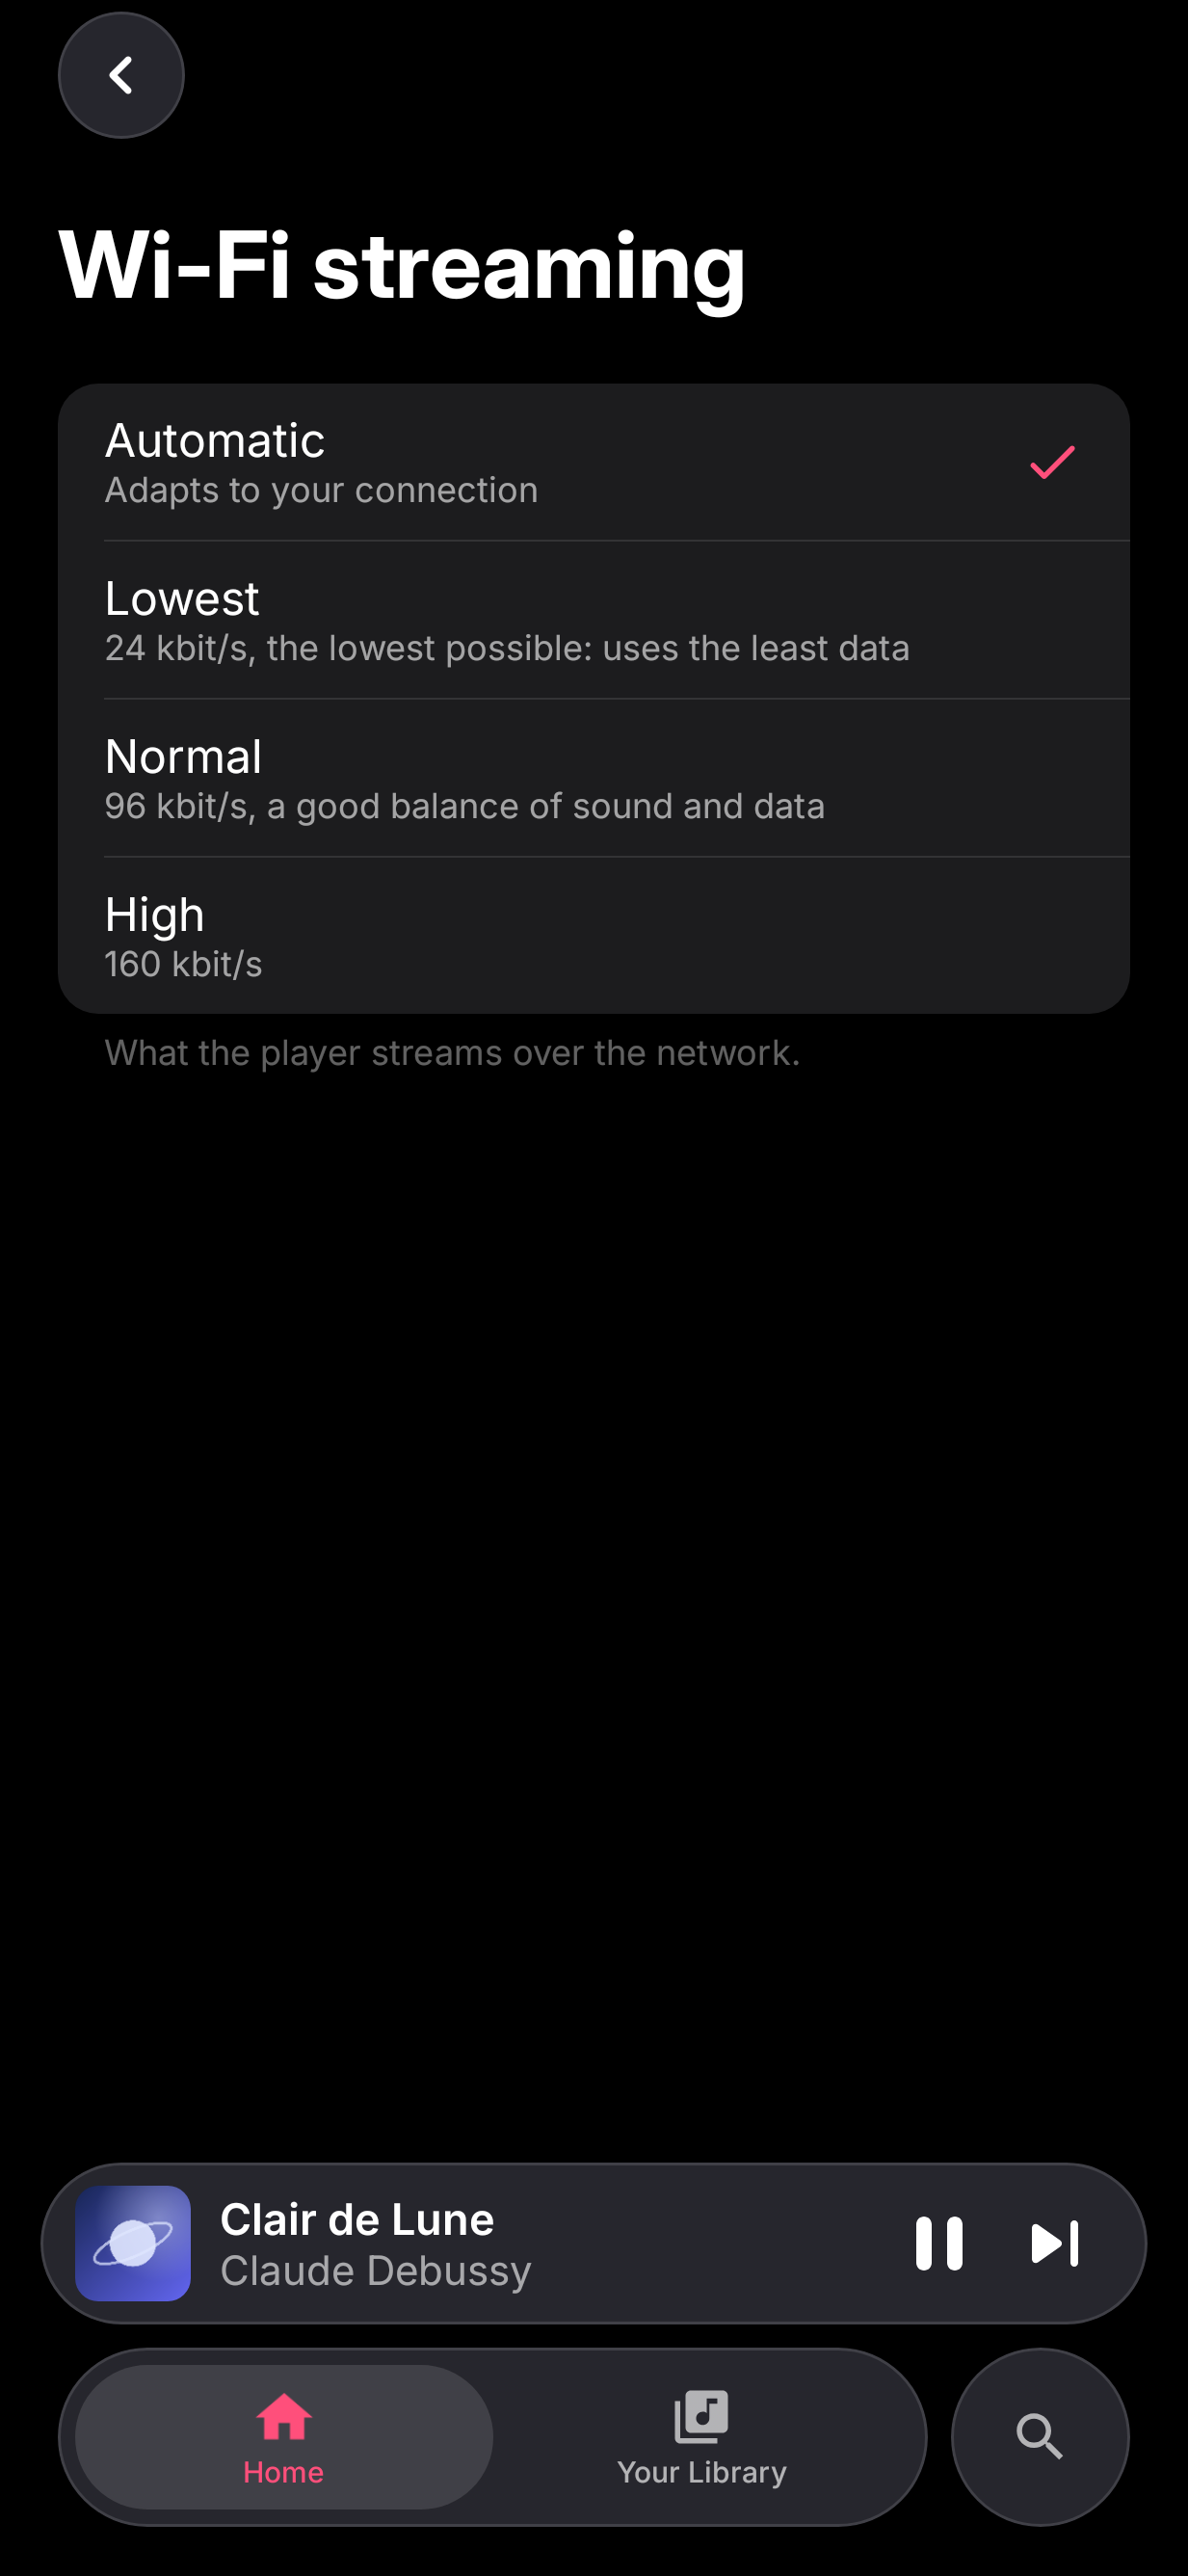 Wi-Fi streaming
Automatic
Adapts to your connection
Lowest
24 kbit/s, the lowest possible: uses the least data
Normal
96 kbit/s, a good balance of sound and data
High
160 kbit/s
What the player streams over the network.
Clair de Lune
Claude Debussy
Home
Your Library